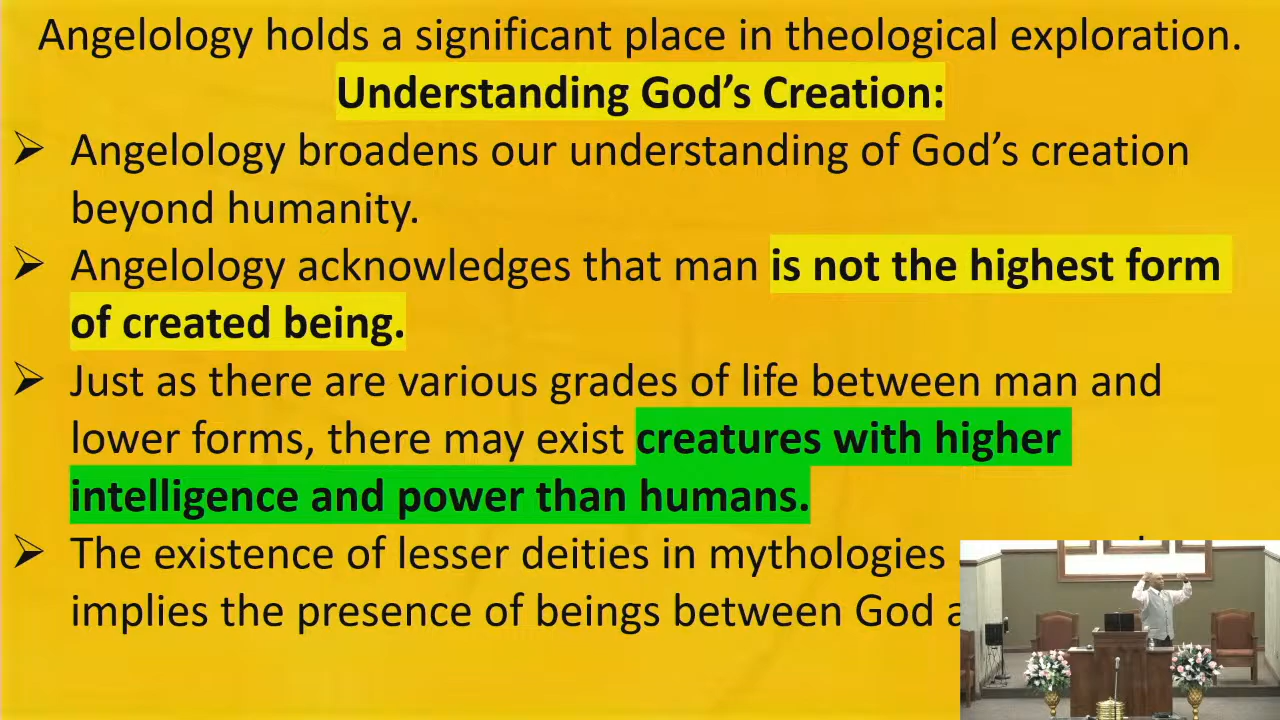 Angelology holds a significant place in theological exploration.
Understanding God’s Creation:
➢ Angelology broadens our understanding of God’s creation
beyond humanity.
➢ Angelology acknowledges that man is not the highest form
of created being.
➢ Just as there are various grades of life between man and
lower forms, there may exist creatures with higher
intelligence and power than humans.
➢ The existence of lesser deities in mythologies
implies the presence of beings between God